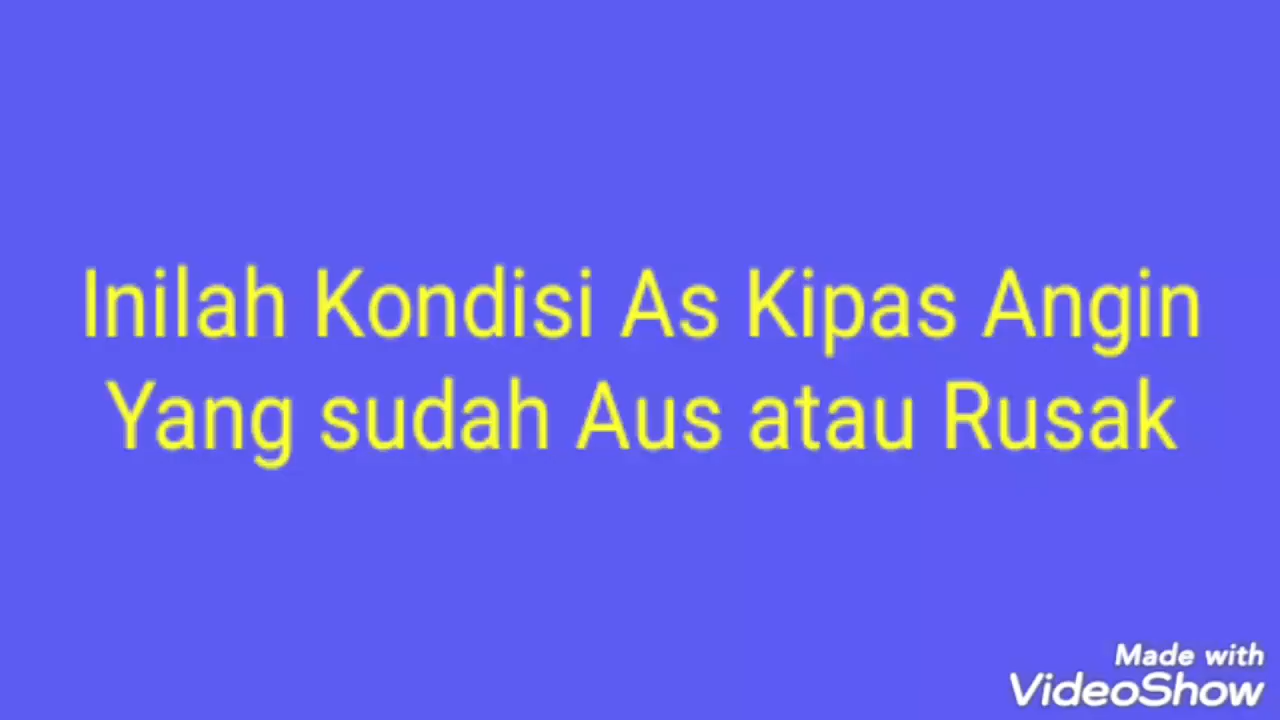 Inilah Kondisi As Kipas Angin
Yang sudah Aus atau Rusak
Made with
VideoShow